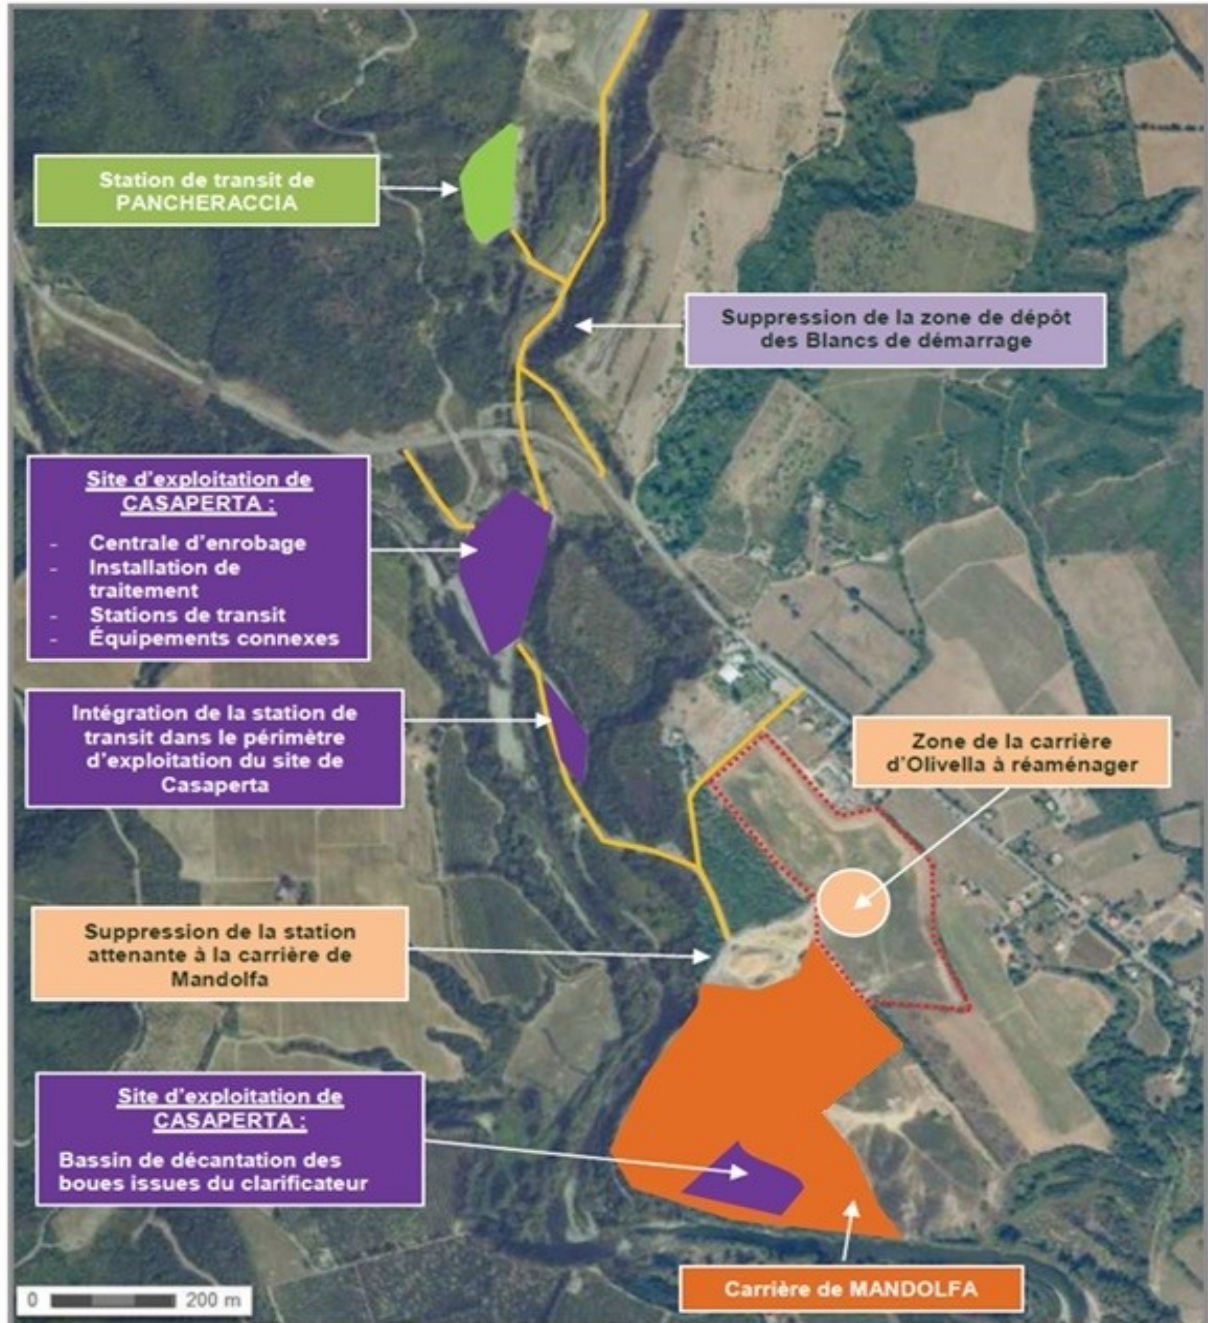 Station de transit de
PANCHERACCIA
Suppression de la zone de dépôt
des Blancs de démarrage
Site d'exploitation de
CASAPERTA :
- Centrale d'enrobage
- Installation de
traitement
- Stations de transit
- Équipements connexes
Intégration de la station de
transit dans le périmètre
d'exploitation du site de
Casaperta
Zone de la carrière
d'Olivella à réaménager
Suppression de la station
attenante à la carrière de
Mandolfa
Site d'exploitation de
CASAPERTA :
Bassin de décantation des
boues issues du clarificateur
Carrière de MANDOLFA
0 200 m